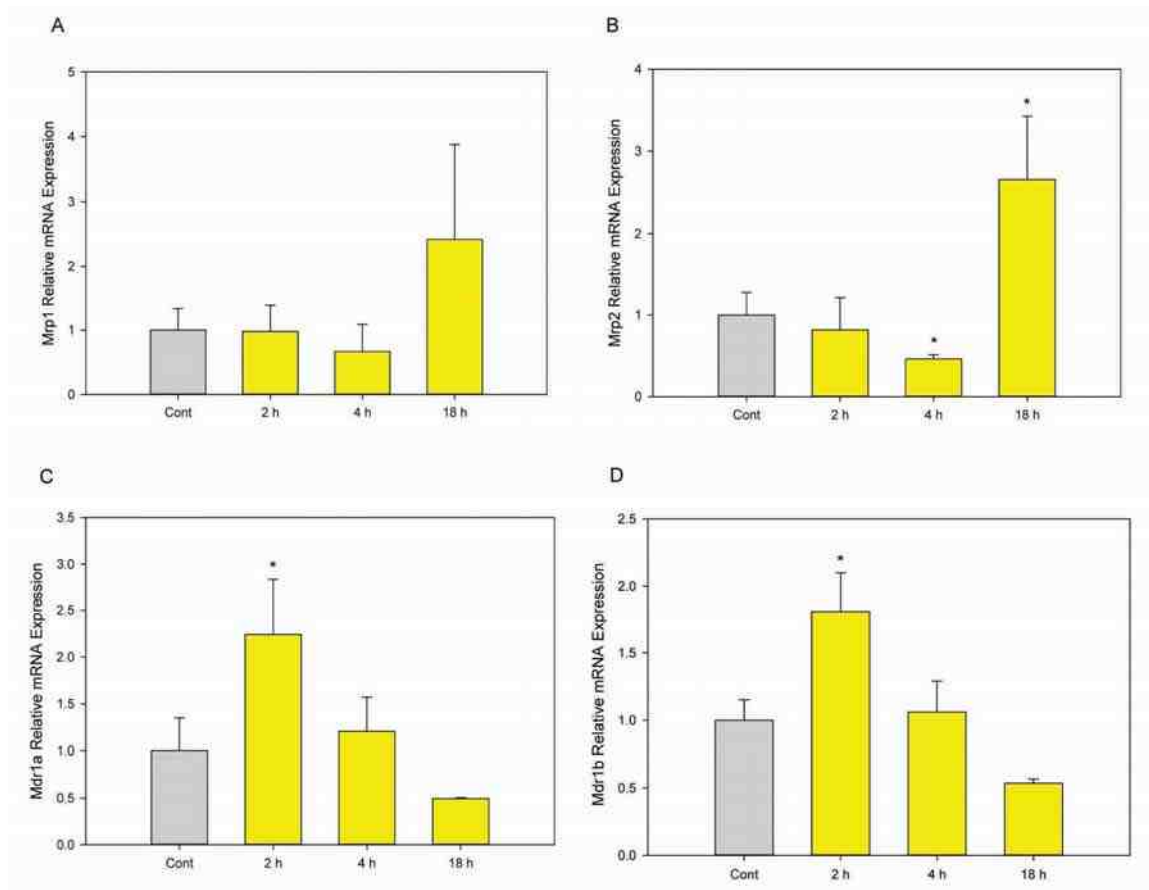 A
Mrp1 Relative mRNA Expression
5
4
3
2
1
0
Cont 2 h 4 h 18 h
B
Mrp2 Relative mRNA Expression
4
3
2
1
0
*
*
Cont 2 h 4 h 18 h
C
Mdr1a Relative mRNA Expression
3.5
3.0
2.5
2.0
1.5
1.0
0.5
0.0
*
Cont 2 h 4 h 18 h
D
Mdr1b Relative mRNA Expression
2.5
2.0
1.5
1.0
0.5
0.0
*
Cont 2 h 4 h 18 h